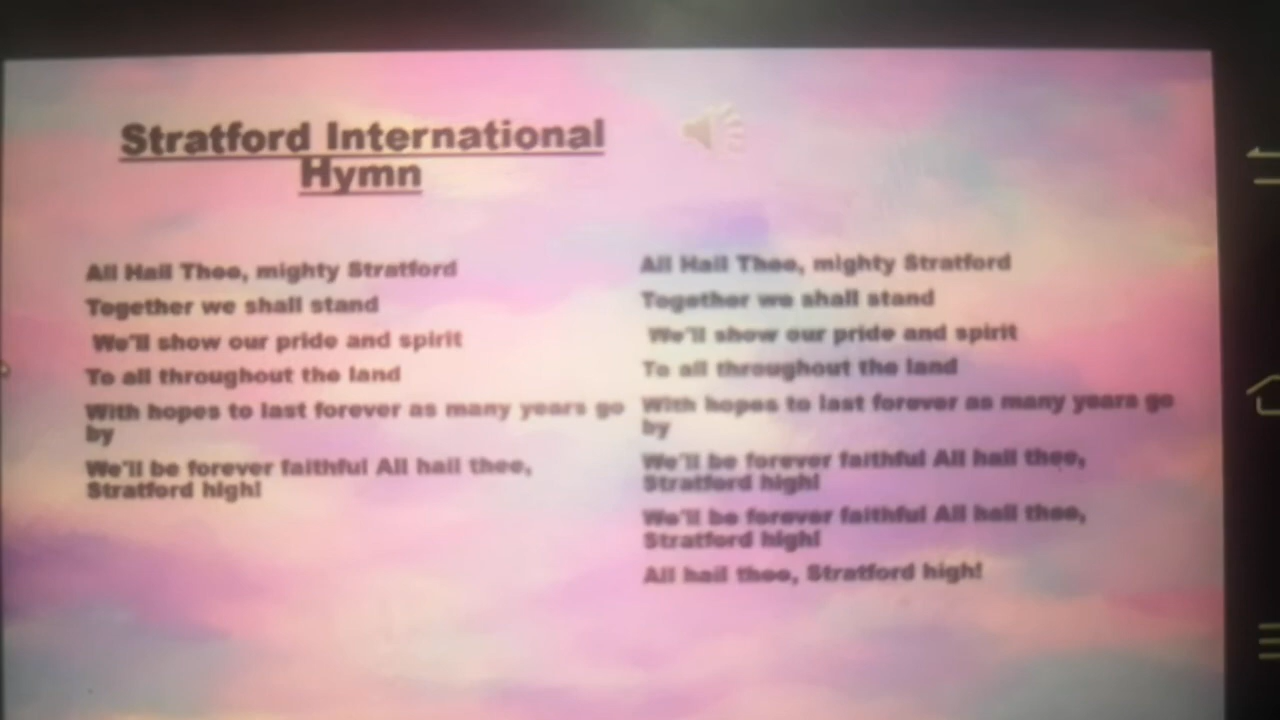 Stratford International
Hymn
All Hail Thee, mighty Stratford
Together we shall stand
We'll show our pride and spirit
To all throughout the land
With hopes to last forever as many years go
by
We'll be forever faithful All hail thee,
Stratford high!
All Hail Thee, mighty Stratford
Together we shall stand
We'll show our pride and spirit
To all throughout the land
With hopes to last forever as many years go
by
We'll be forever faithful All hail thee,
Stratford high!
We'll be forever faithful All hail thee,
Stratford high!
All hail thee, Stratford high!